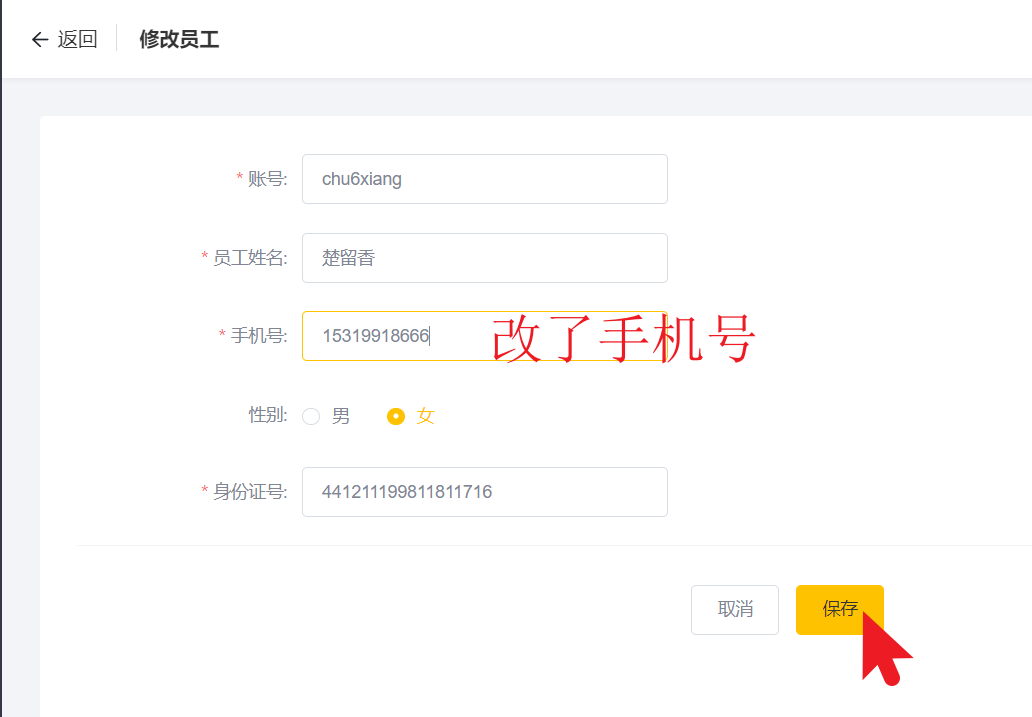 返回 修改员工
* 账号: chu6xiang
* 员工姓名: 楚留香
* 手机号: 15319918666 改了手机号
性别: 男 女
* 身份证号: 441211199811811716
取消 保存